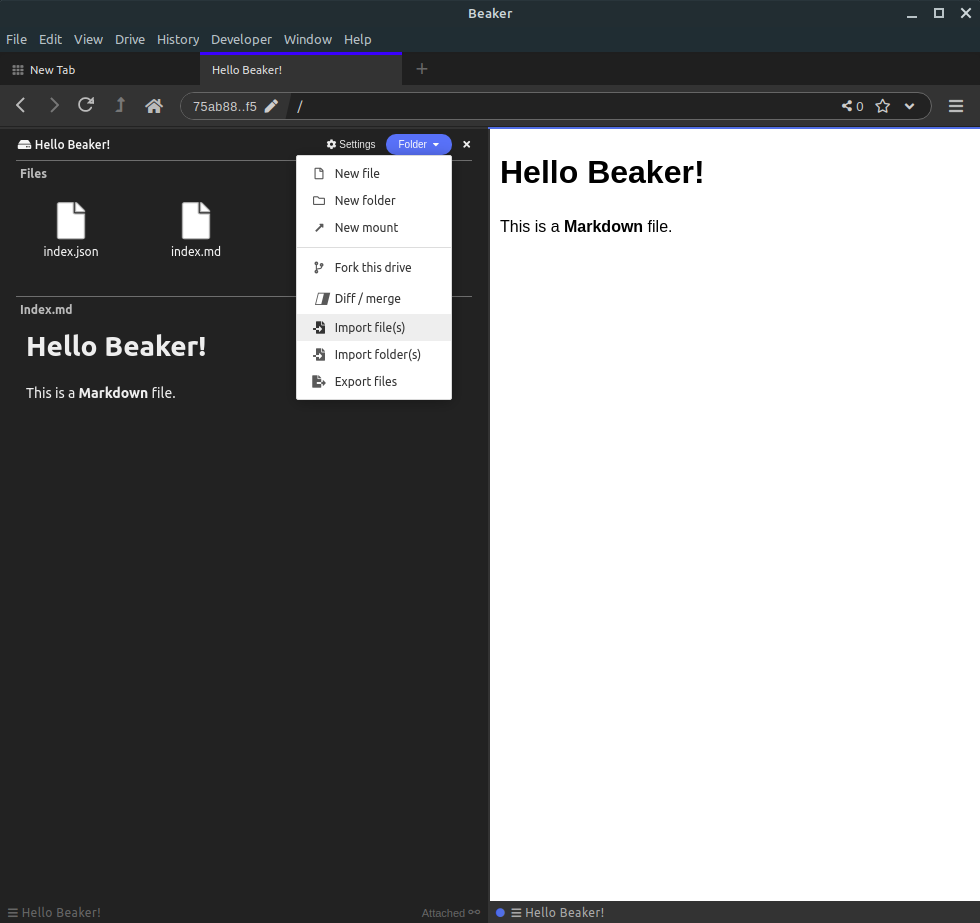 Beaker
File Edit View Drive History Developer Window Help
New Tab
Hello Beaker!
75ab88..f5 / 0
Hello Beaker! Settings Folder
Files
index.json index.md
New file
New folder
New mount
Fork this drive
Diff / merge
Import file(s)
Import folder(s)
Export files
Index.md
Hello Beaker!
This is a Markdown file.
Hello Beaker!
This is a Markdown file.
Hello Beaker! Attached
Hello Beaker!